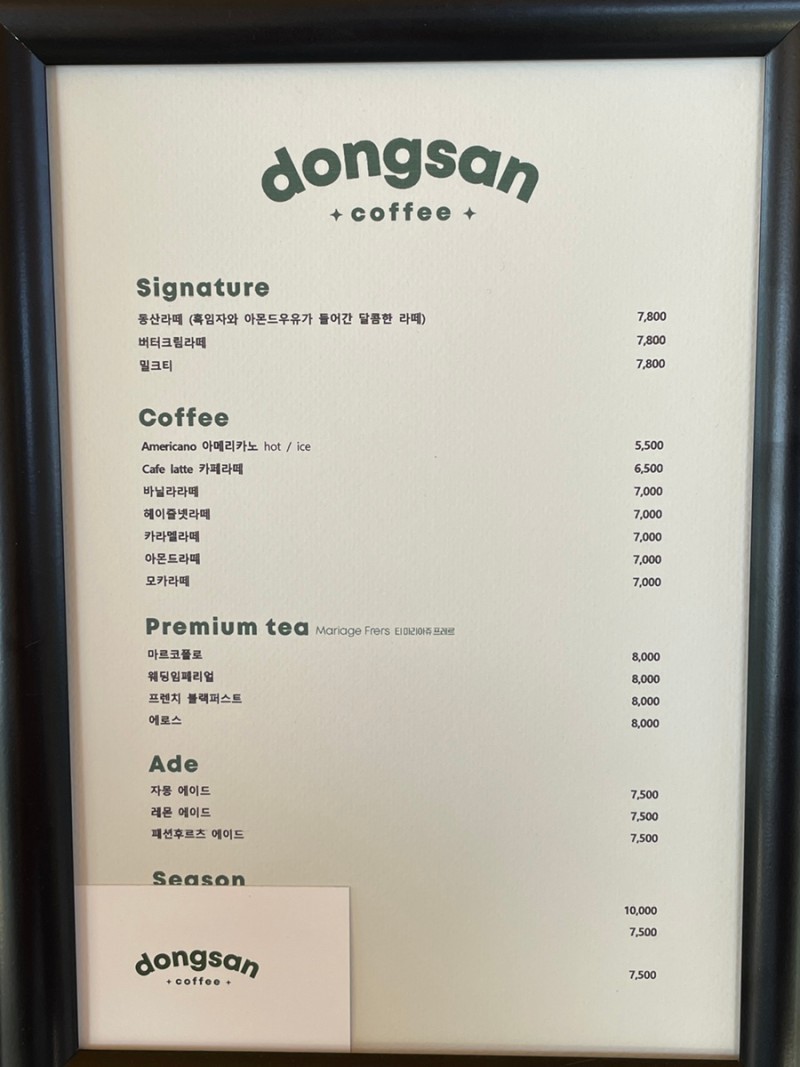 dongsan
coffee
Signature
동산라떼 (흑임자와 아몬드우유가 들어간 달콤한 라떼) 7,800
버터크림라떼 7,800
밀크티 7,800
Coffee
Americano 아메리카노 hot / ice 5,500
Cafe latte 카페라떼 6,500
바닐라라떼 7,000
헤이즐넛라떼 7,000
카라멜라떼 7,000
아몬드라떼 7,000
모카라떼 7,000
Premium tea Mariage Frers 티 마리아쥬 프레르
마르코폴로 8,000
웨딩임페리얼 8,000
프렌치 블랙퍼스트 8,000
에로스 8,000
Ade
자몽 에이드 7,500
레몬 에이드 7,500
패션후르츠 에이드 7,500
Season
10,000
7,500
7,500
dongsan
coffee